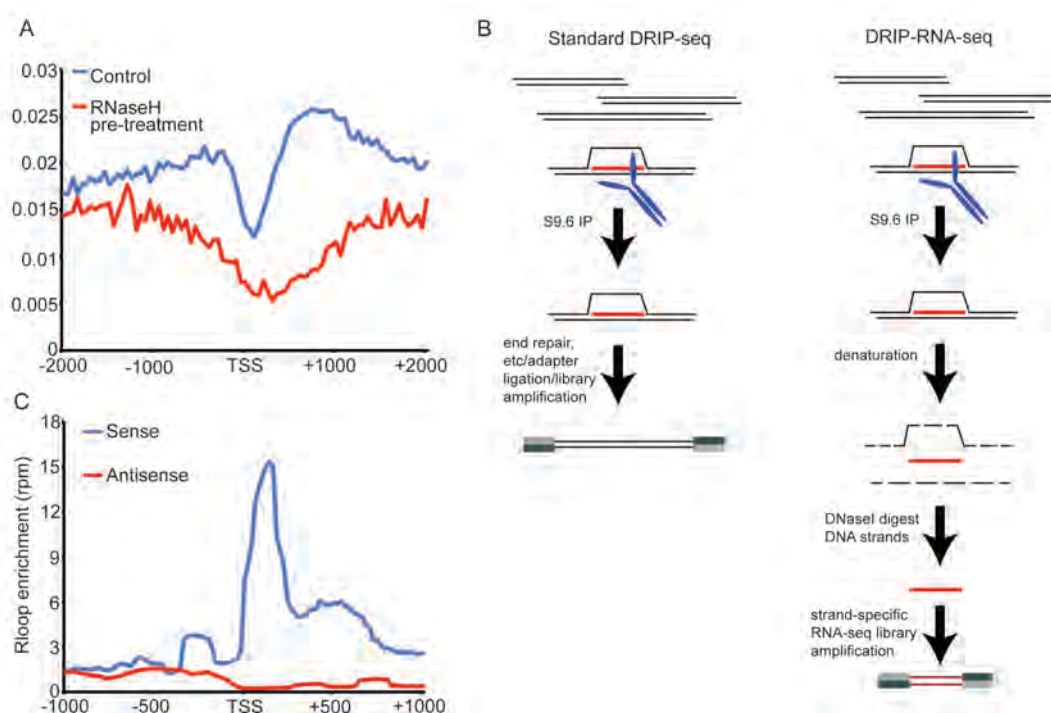 A
0.03
0.025
0.02
0.015
0.01
0.005
0
Control
RNaseH
pre-treatment
-2000
-1000
TSS
+1000
+2000
B
Standard DRIP-seq
S9.6 IP
end repair,
etc/adapter
ligation/library
amplification
DRIP-RNA-seq
S9.6 IP
denaturation
DNaseI digest
DNA strands
strand-specific
RNA-seq library
amplification
C
Rloop enrichment (rpm)
18
15
12
9
6
3
0
Sense
Antisense
-1000
-500
TSS
+500
+1000